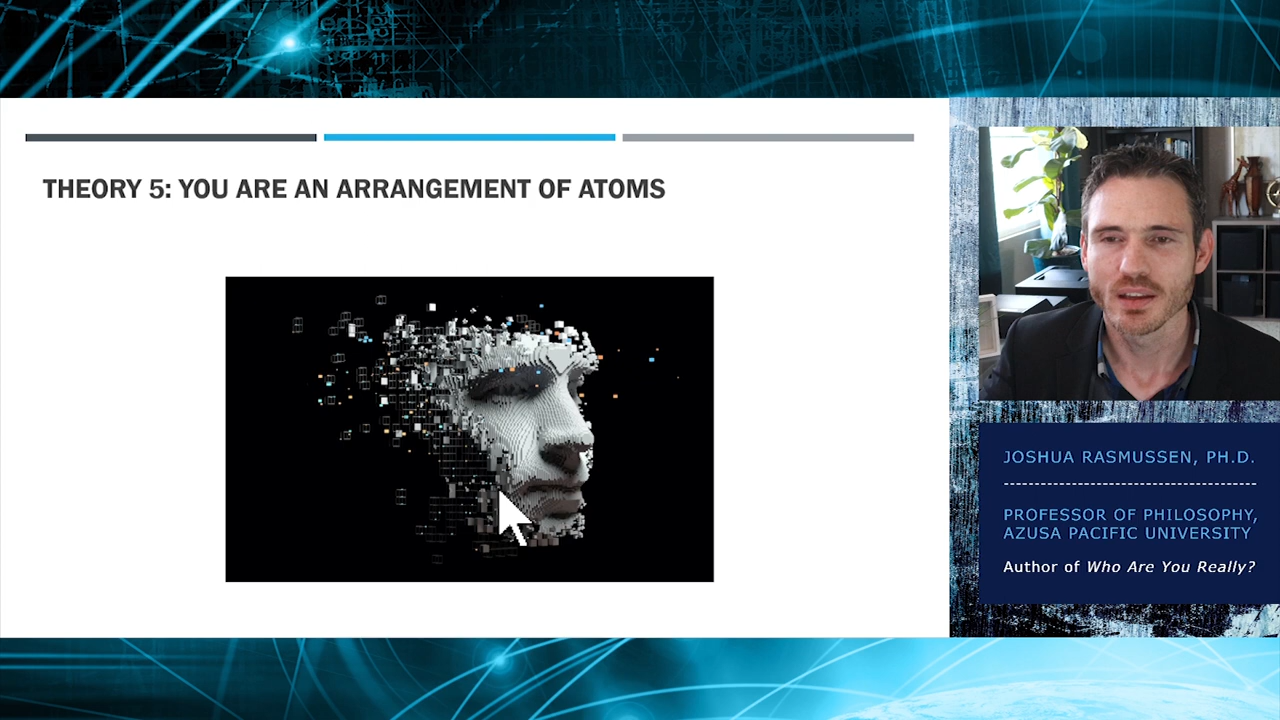 THEORY 5: YOU ARE AN ARRANGEMENT OF ATOMS
JOSHUA RASMUSSEN, PH.D.
PROFESSOR OF PHILOSOPHY,
AZUSA PACIFIC UNIVERSITY
Author of Who Are You Really?